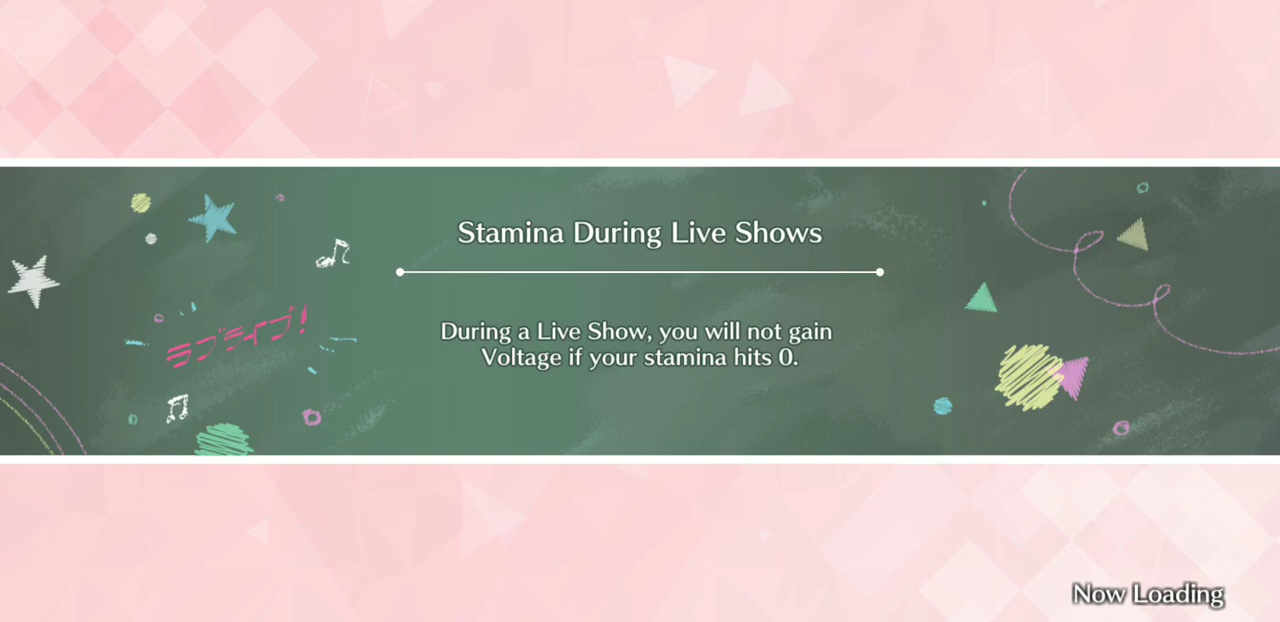 Stamina During Live Shows
ラブライブ!
During a Live Show, you will not gain
Voltage if your stamina hits 0.
Now Loading